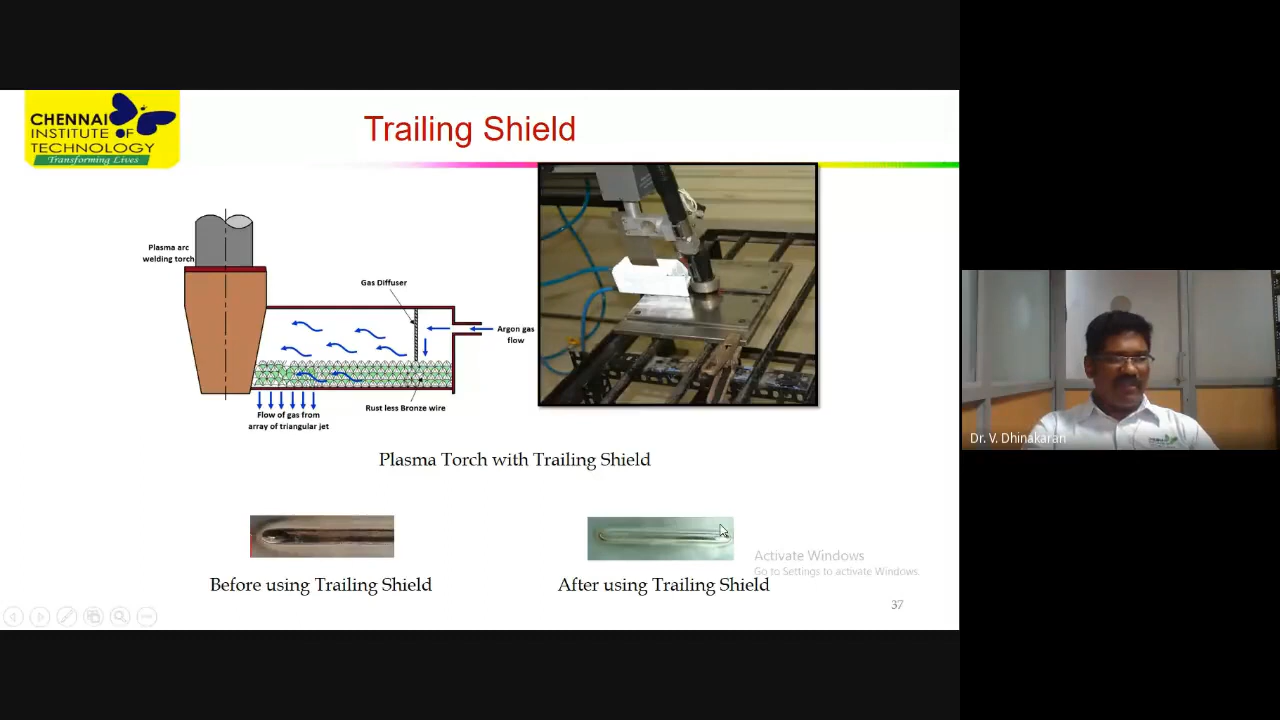 CHENNAI
INSTITUTE OF
TECHNOLOGY
Transforming Lives
Trailing Shield
Plasma arc
welding torch
Gas Diffuser
Argon gas
flow
Rust less Bronze wire
Flow of gas from
array of triangular jet
Plasma Torch with Trailing Shield
Before using Trailing Shield
After using Trailing Shield
Activate Windows
Go to Settings to activate Windows.
37
Dr. V. Dhinakaran